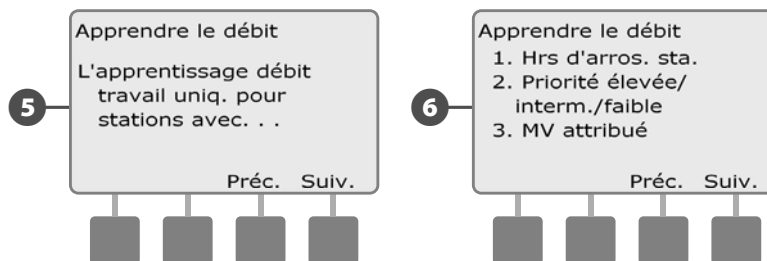 Apprendre le débit
L'apprentissage débit
travail uniq. pour
stations avec. . .
Préc. Suiv.
5
Apprendre le débit
1. Hrs d'arros. sta.
2. Priorité élevée/
interm./faible
3. MV attribué
Préc. Suiv.
6